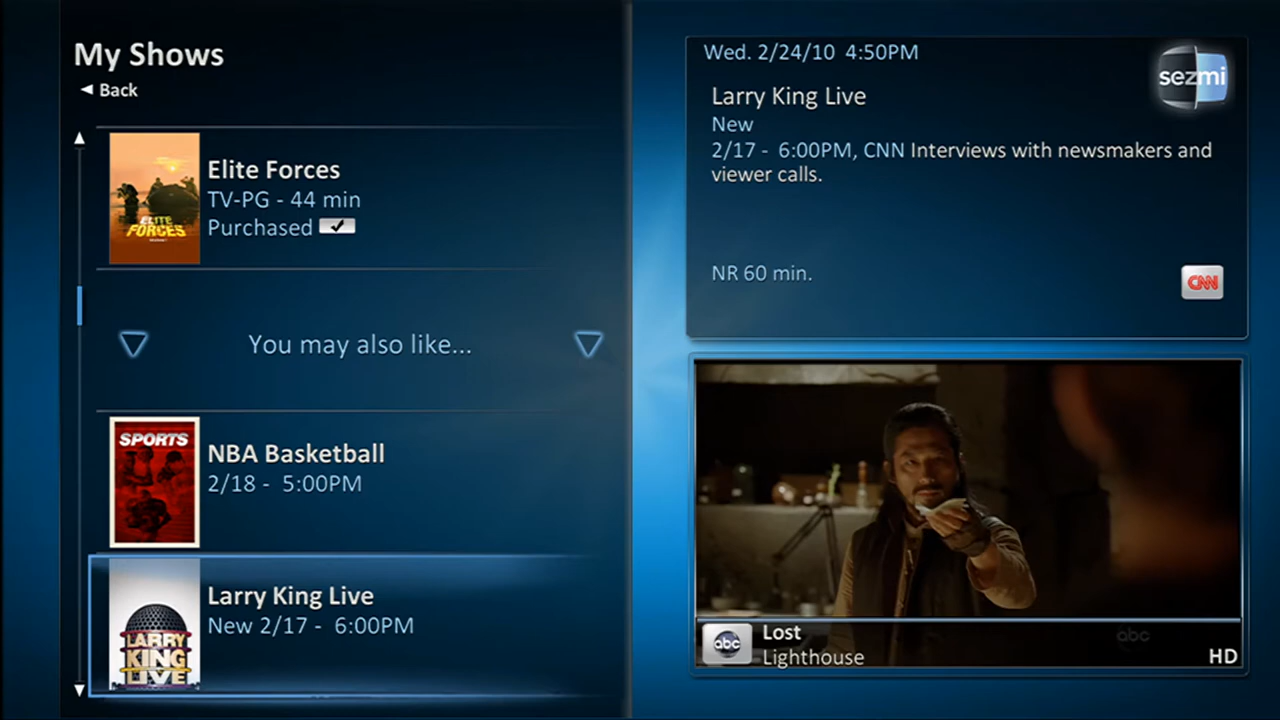 My Shows
◄ Back
Elite Forces
TV-PG - 44 min
Purchased
ELITE
FORCES
You may also like...
SPORTS
NBA Basketball
2/18 - 5:00PM
Larry King Live
New 2/17 - 6:00PM
LARRY
KING
LIVE
Wed. 2/24/10 4:50PM
sezmi
Larry King Live
New
2/17 - 6:00PM, CNN Interviews with newsmakers and
viewer calls.
NR 60 min.
CNN
abc
Lost
Lighthouse
abc
HD